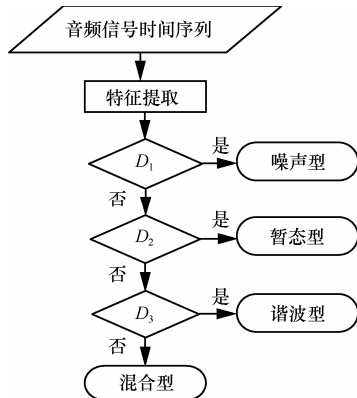 音频信号时间序列
特征提取
D1
是
噪声型
否
D2
是
暂态型
否
D3
是
谐波型
否
混合型